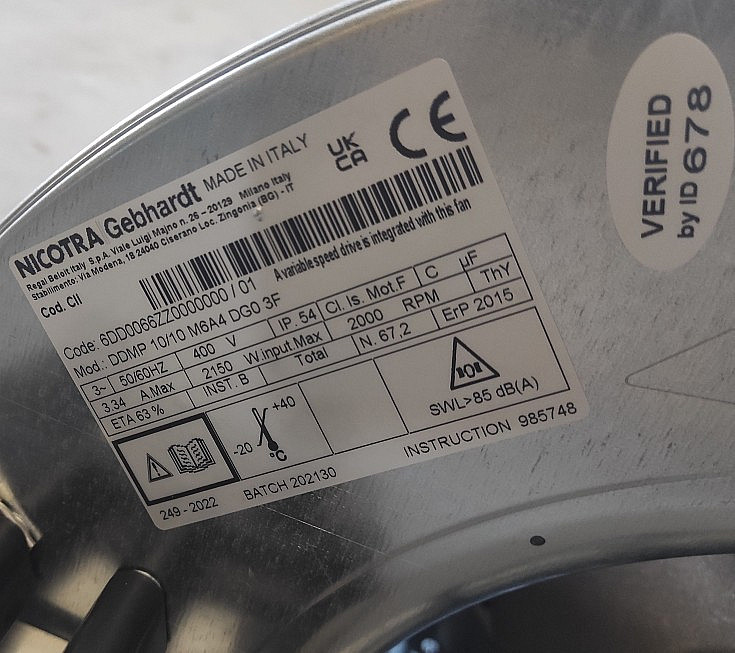 NICOTRA Gebhardt MADE IN ITALY
UK CA CE
Regal Beloit Italy S.p.A. Viale Luigi Majno n. 26 - 20129 Milano Italy
Stabilimento: Via Modena, 18 24040 Ciserano Loc. Zingonia (BG) - IT
Cod. CII
A variable speed drive is integrated with this fan
Code: 6DD0066ZZ0000000 / 01
Mod.: DDMP 10/10 M6A4 DG0 3F
3~ 50/60HZ 400 V IP. 54 Cl. Is. Mot.F C µF
3.34 A.Max 2150 W.input.Max 2000 RPM ThY
ETA 63 % INST. B Total N. 67,2 ErP 2015
-20 +40 °C
SWL>85 dB(A)
249 - 2022 BATCH 202130 INSTRUCTION 985748
VERIFIED
by ID 678